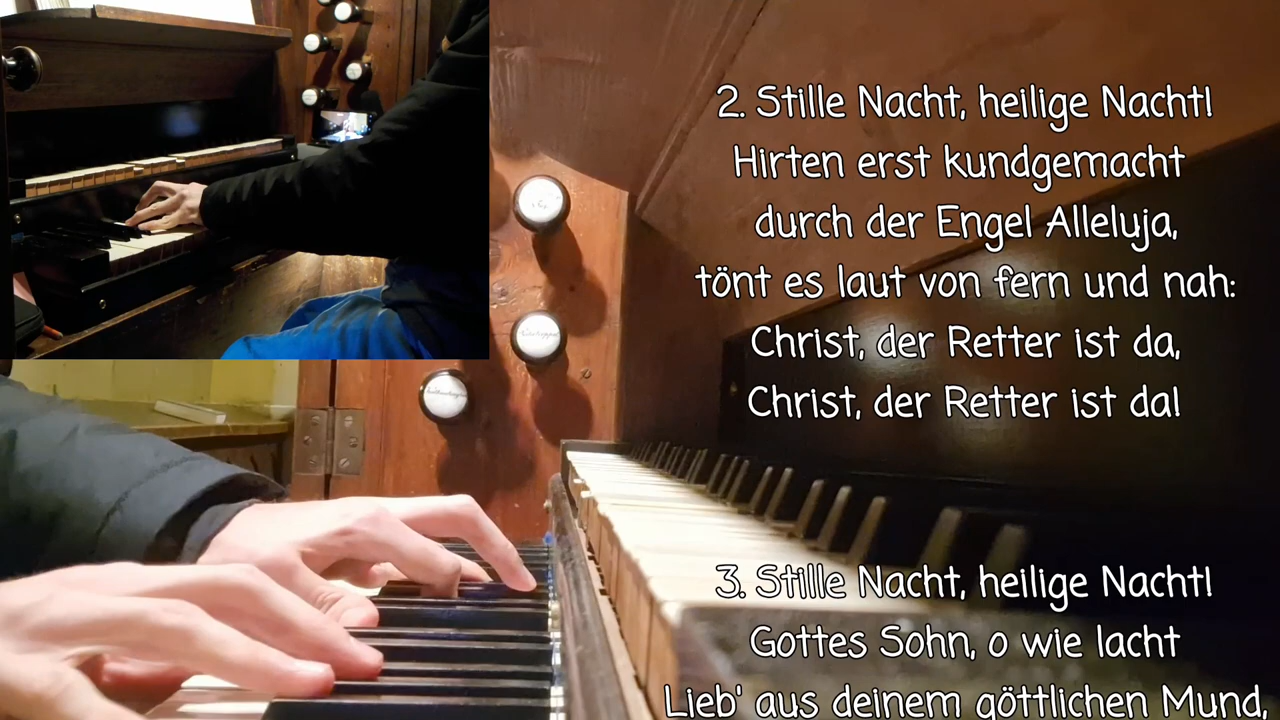 2. Stille Nacht, heilige Nacht!
Hirten erst kundgemacht
durch der Engel Alleluja,
tönt es laut von fern und nah:
Christ, der Retter ist da,
Christ, der Retter ist da!
3. Stille Nacht, heilige Nacht!
Gottes Sohn, o wie lacht
Lieb' aus deinem göttlichen Mund,